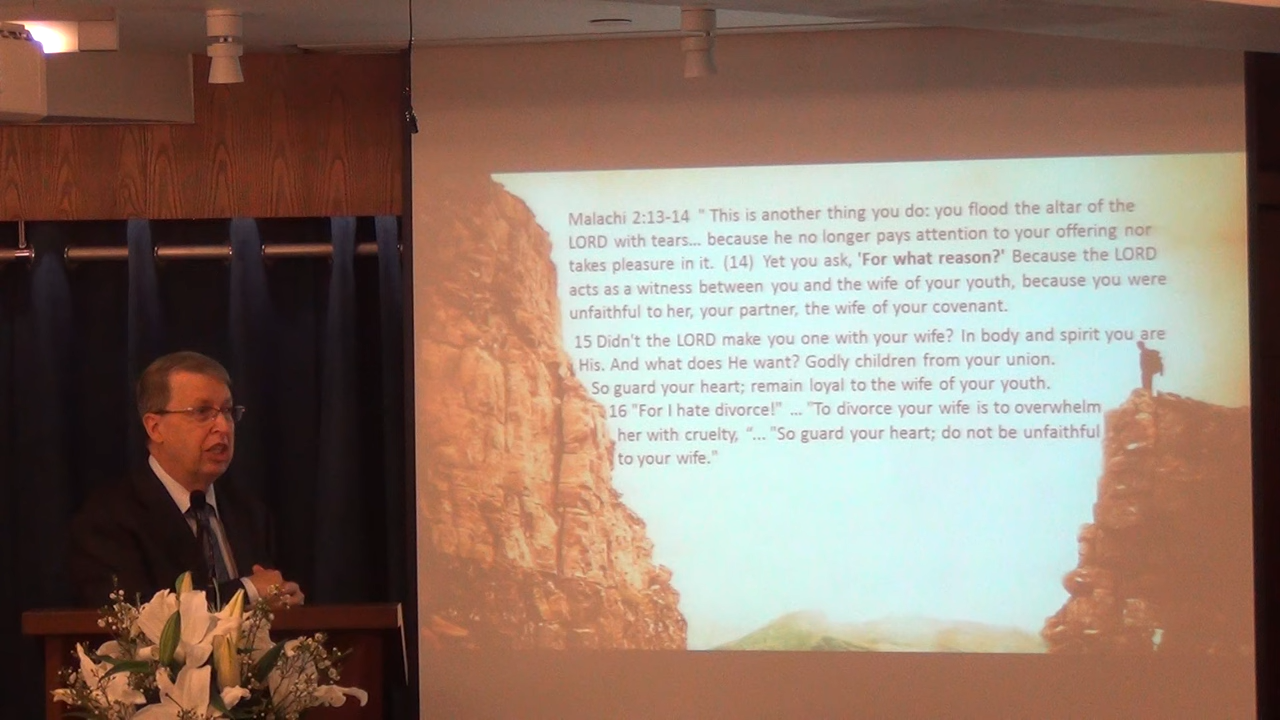 Malachi 2:13-14 " This is another thing you do: you flood the altar of the
LORD with tears... because he no longer pays attention to your offering nor
takes pleasure in it. (14) Yet you ask, 'For what reason?' Because the LORD
acts as a witness between you and the wife of your youth, because you were
unfaithful to her, your partner, the wife of your covenant.
15 Didn't the LORD make you one with your wife? In body and spirit you are
His. And what does He want? Godly children from your union.
So guard your heart; remain loyal to the wife of your youth.
16 "For I hate divorce!" ... "To divorce your wife is to overwhelm
her with cruelty, “... "So guard your heart; do not be unfaithful
to your wife."